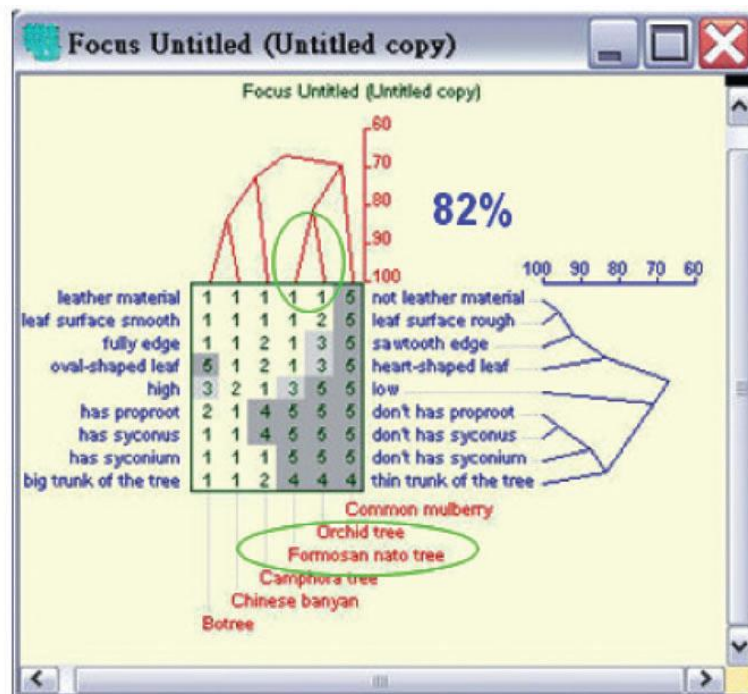 Focus Untitled (Untitled copy)
Focus Untitled (Untitled copy)
60
70
80
90
100
82%
100 90 80 70 60
leather material 1 1 1 1 1 5 not leather material
leaf surface smooth 1 1 1 1 2 5 leaf surface rough
fully edge 1 1 2 1 3 5 sawtooth edge
oval-shaped leaf 5 1 2 1 3 5 heart-shaped leaf
high 3 2 1 3 5 5 low
has proproot 2 1 4 5 5 5 don't has proproot
has syconus 1 1 4 5 5 5 don't has syconus
has syconium 1 1 1 5 5 5 don't has syconium
big trunk of the tree 1 1 2 4 4 4 thin trunk of the tree
Common mulberry
Orchid tree
Formosan nato tree
Camphora tree
Chinese banyan
Botree